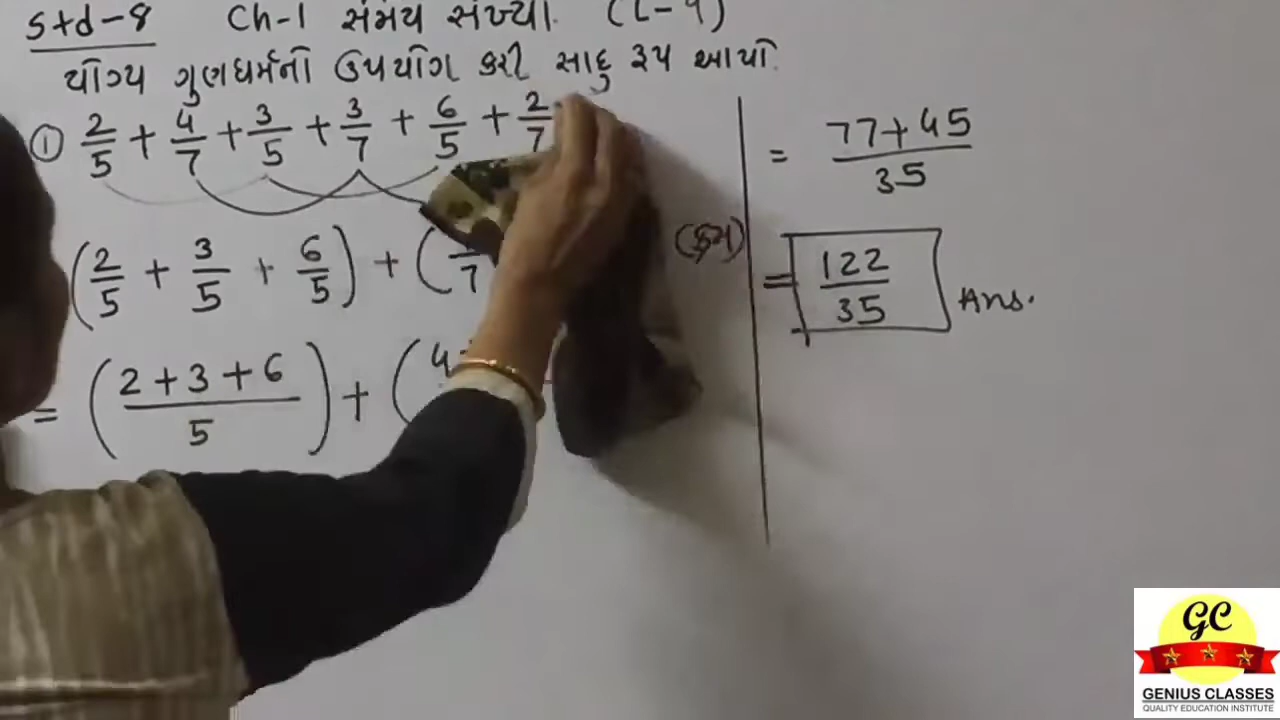 Std-8 Ch-1 સંમેય સંખ્યા. (L-4)
યોગ્ય ગુણધર્મનો ઉપયોગ કરી સાદુ રૂપ આપો.
① 2/5 + 4/7 + 3/5 + 3/7 + 6/5 + 2/7
(2/5 + 3/5 + 6/5) + (
= (2+3+6 / 5) + (4
= 77+45 / 35
(ક્રમ)
= 122/35 Ans.
GC
GENIUS CLASSES
QUALITY EDUCATION INSTITUTE